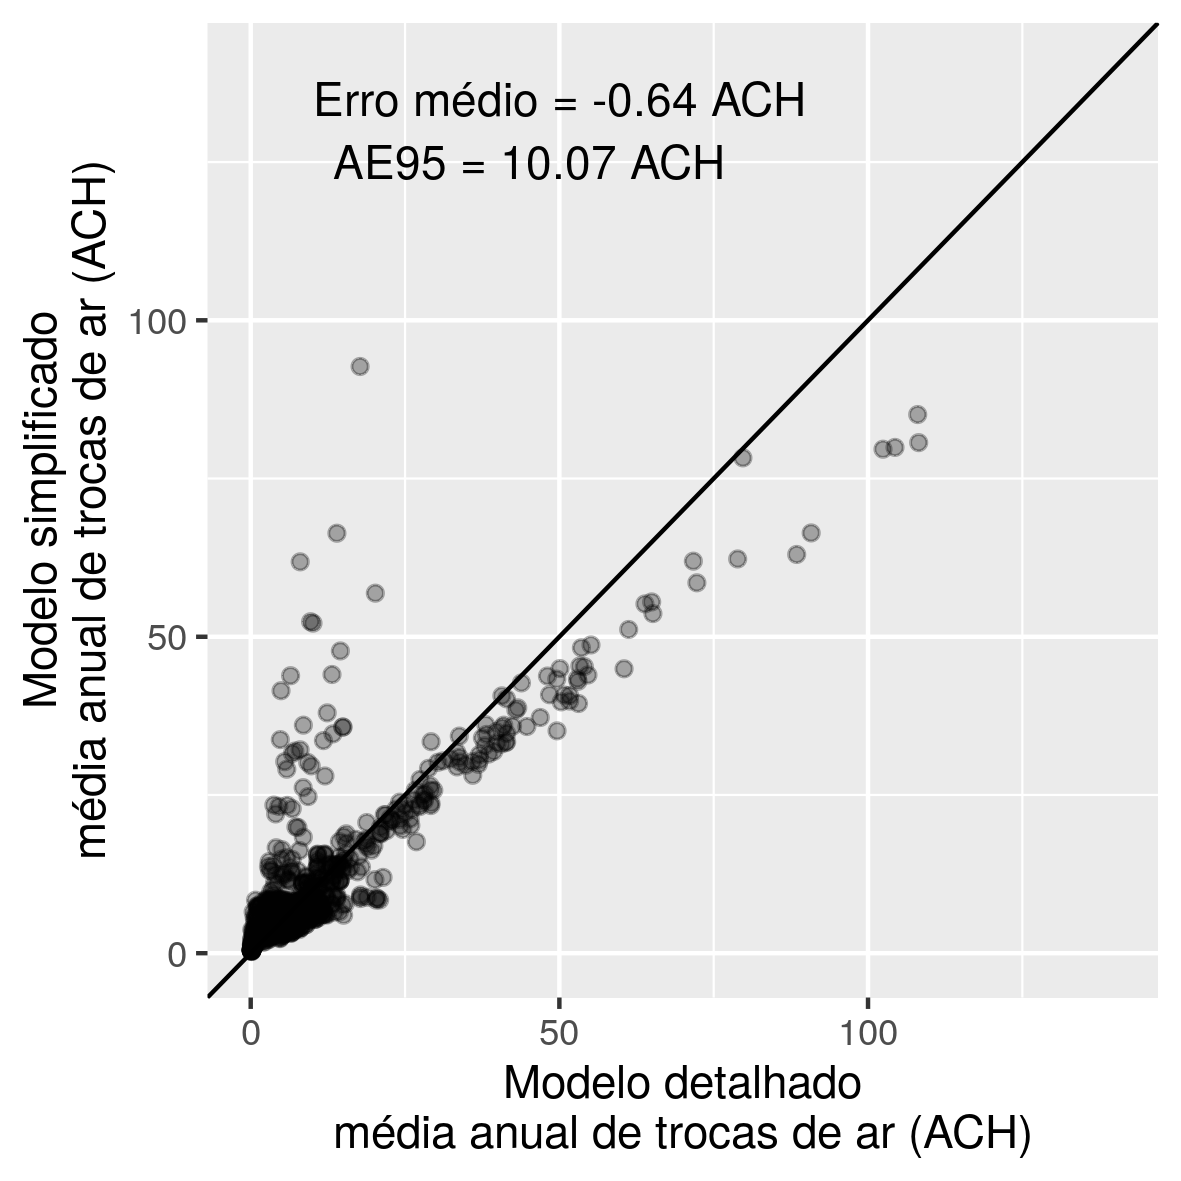 Erro médio = -0.64 ACH
AE95 = 10.07 ACH
Modelo simplificado
média anual de trocas de ar (ACH)
100
50
0
0
50
100
Modelo detalhado
média anual de trocas de ar (ACH)